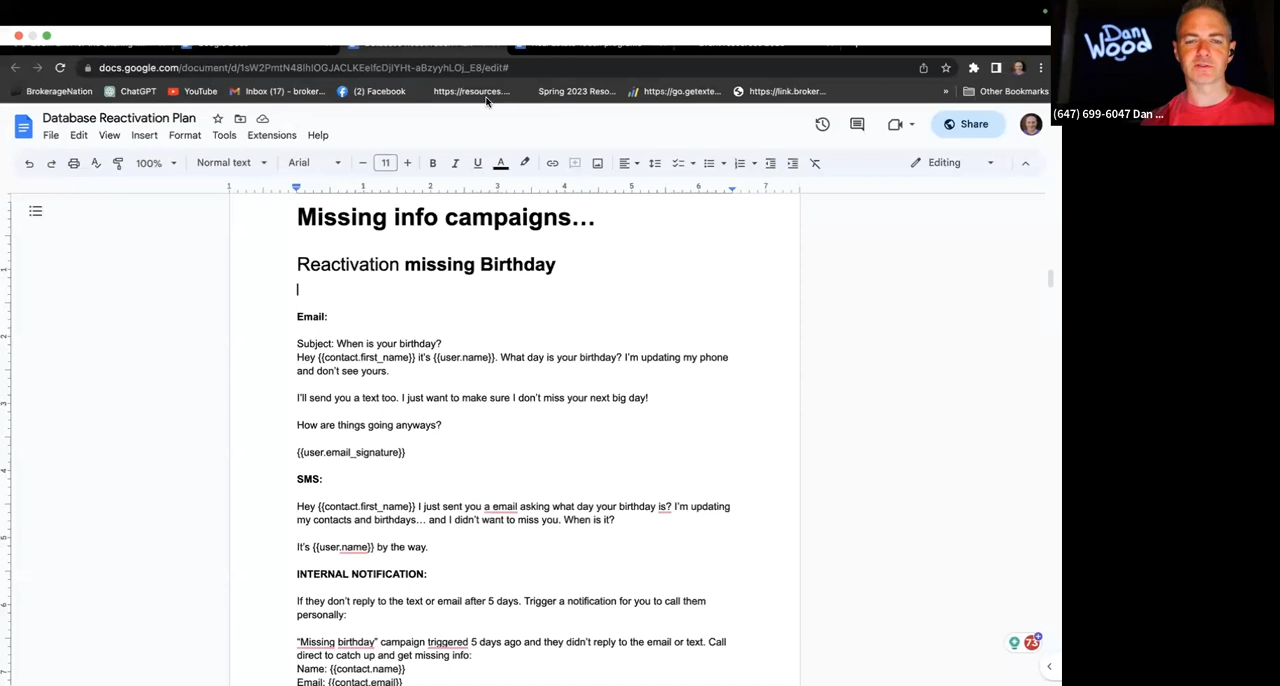 docs.google.com/document/d/1sW2PmtN48IhIOGJACLKEelfcDjIYHt-aBzyyhLOj_E8/edit#
BrokerageNation ChatGPT YouTube Inbox (17) - broker... (2) Facebook https://resources.... Spring 2023 Reso... https://go.getexte... https://link.broker... » Other Bookmarks
Dan Wood
(647) 699-6047 Dan ...
Database Reactivation Plan
File Edit View Insert Format Tools Extensions Help
Share
100% Normal text Arial 11 B I U A Editing
1 1 2 3 4 5 6 7
Missing info campaigns…
Reactivation missing Birthday
Email:
Subject: When is your birthday?
Hey {{contact.first_name}} it's {{user.name}}. What day is your birthday? I'm updating my phone
and don't see yours.
I'll send you a text too. I just want to make sure I don't miss your next big day!
How are things going anyways?
{{user.email_signature}}
SMS:
Hey {{contact.first_name}} I just sent you a email asking what day your birthday is? I'm updating
my contacts and birthdays… and I didn't want to miss you. When is it?
It's {{user.name}} by the way.
INTERNAL NOTIFICATION:
If they don't reply to the text or email after 5 days. Trigger a notification for you to call them
personally:
"Missing birthday" campaign triggered 5 days ago and they didn't reply to the email or text. Call
direct to catch up and get missing info:
Name: {{contact.name}}
Email: {{contact.email}}
73